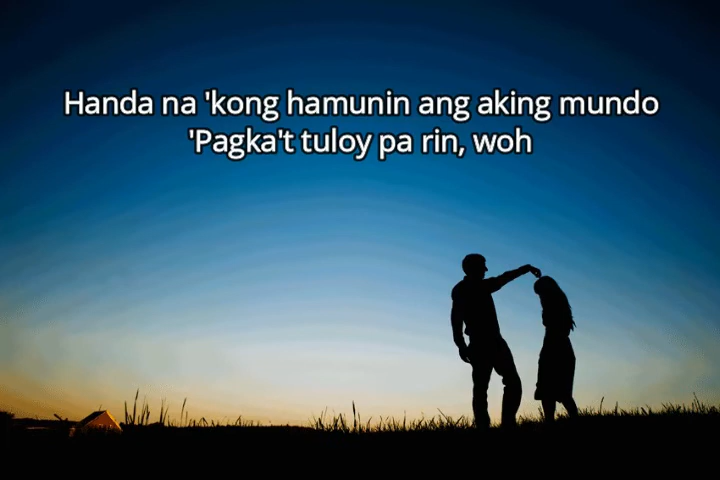 Handa na 'kong hamunin ang aking mundo
'Pagka't tuloy pa rin, woh